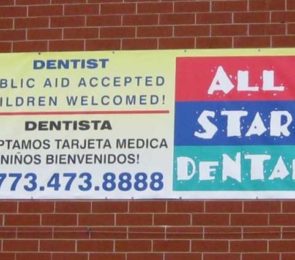 DENTIST
BLIC AID ACCEPTED
ILDREN WELCOMED!
DENTISTA
PTAMOS TARJETA MEDICA
NIÑOS BIENVENIDOS!
773.473.8888
ALL
STAR
DENTAL